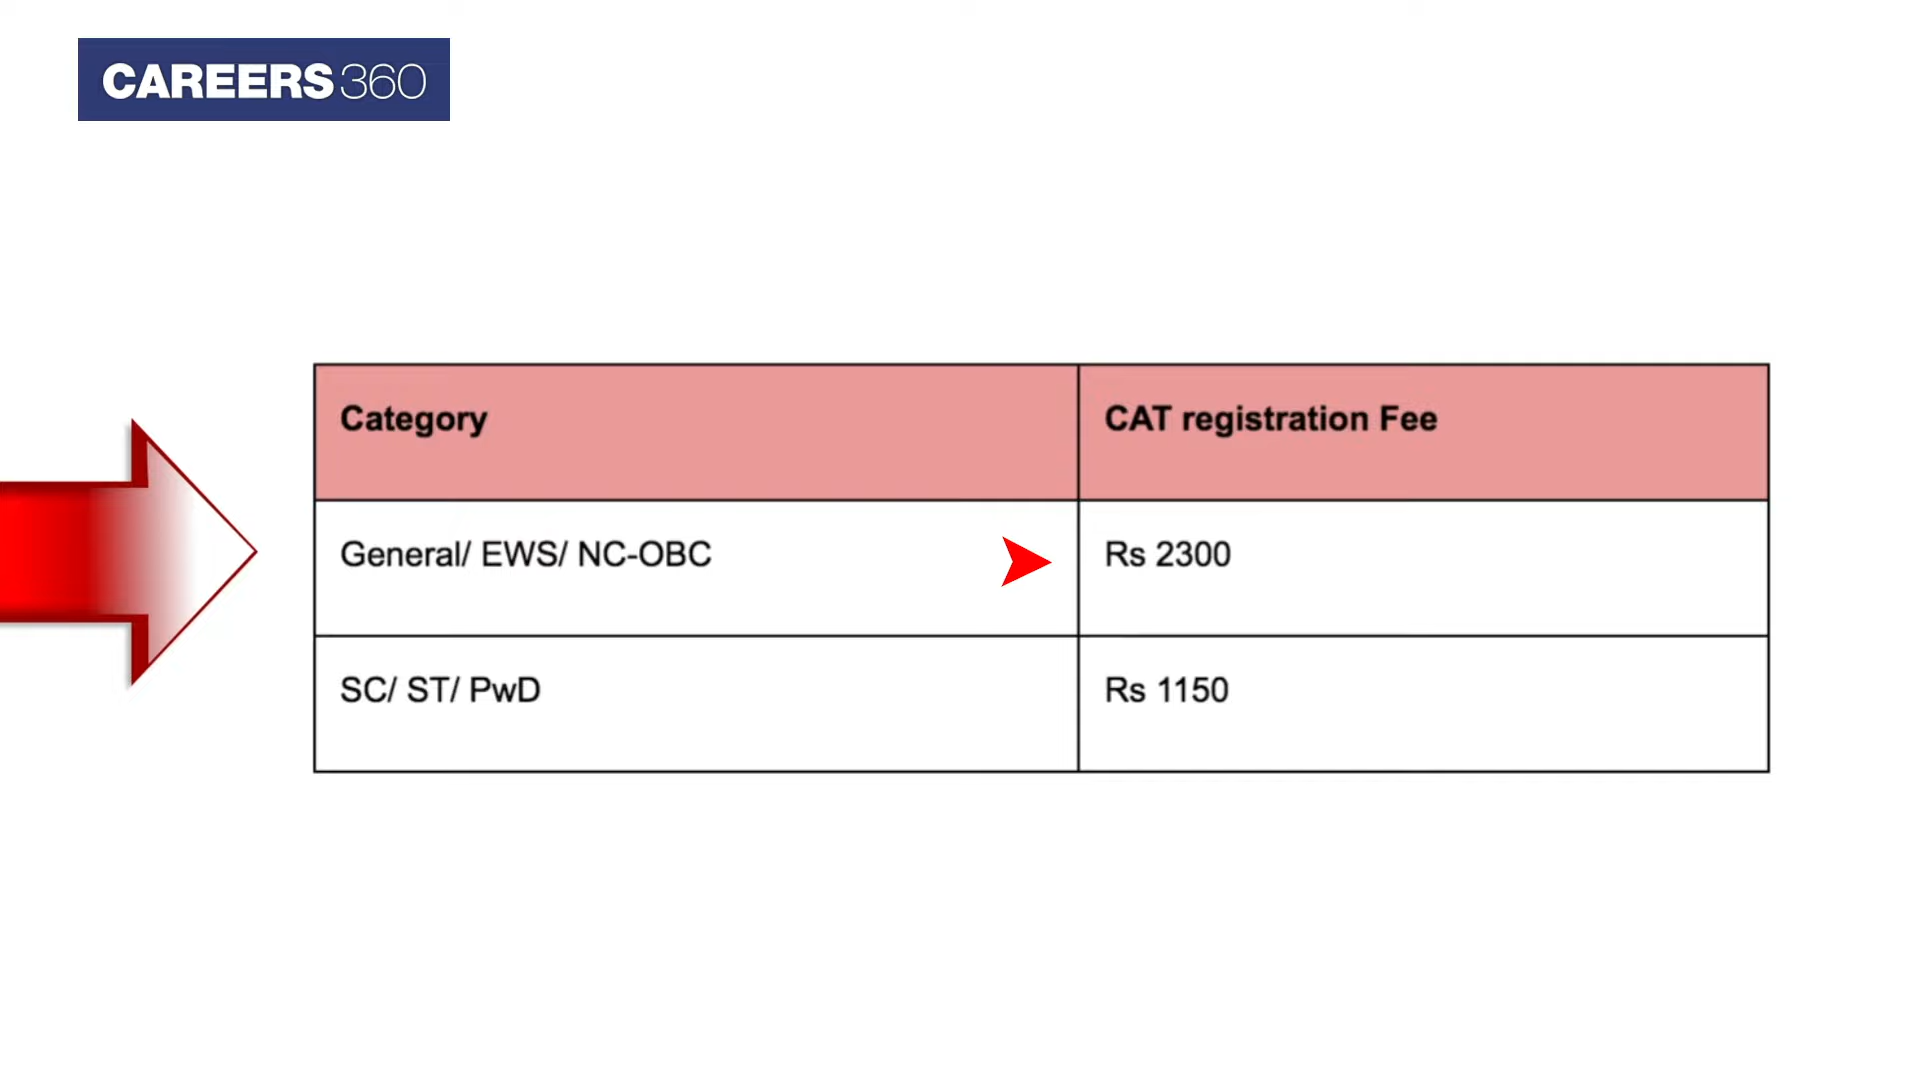 CAREERS360
Category
CAT registration Fee
General/ EWS/ NC-OBC
Rs 2300
SC/ ST/ PwD
Rs 1150